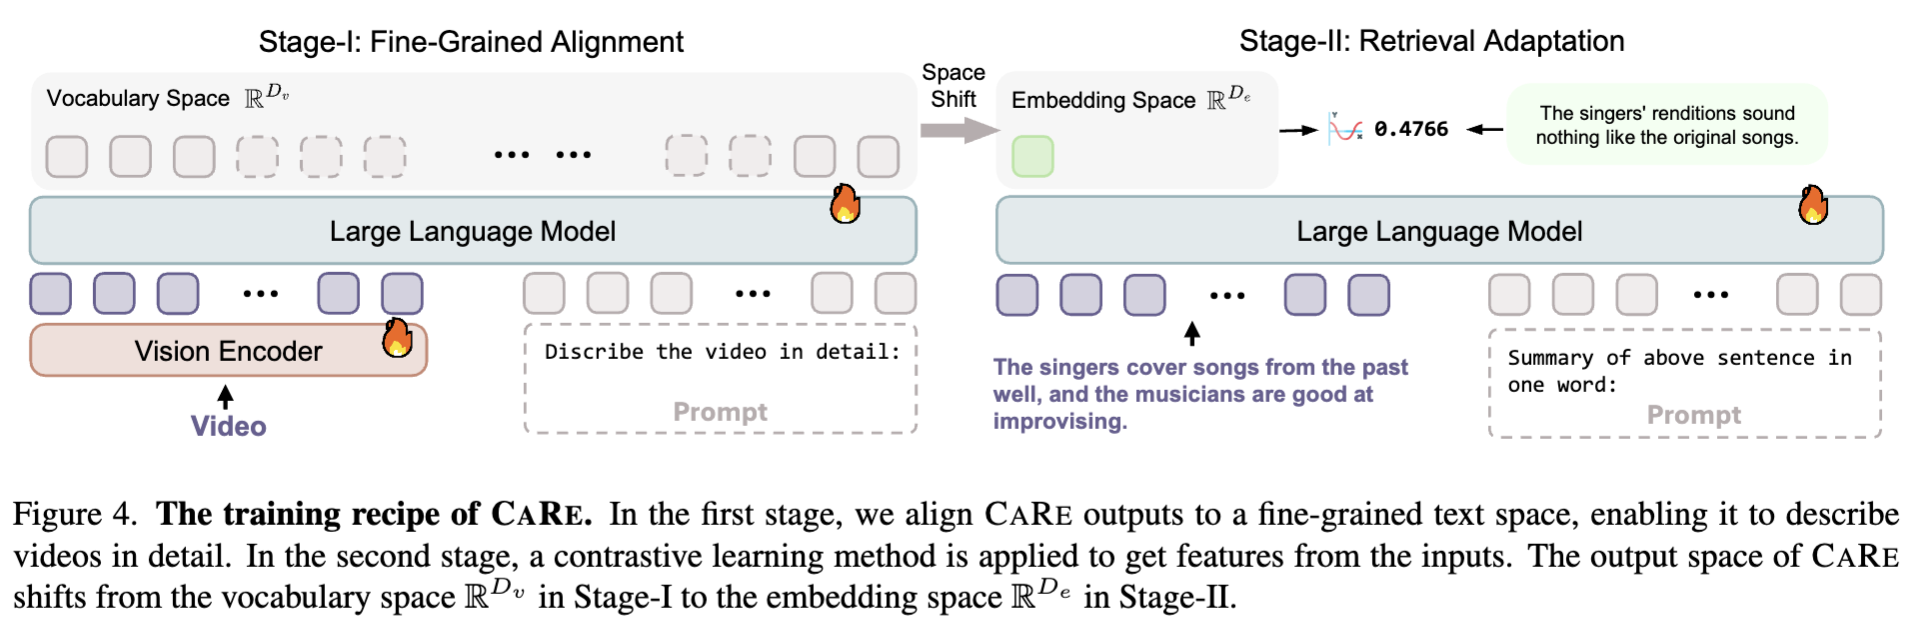 Stage-I: Fine-Grained Alignment
Vocabulary Space ℝ^{D_v}
Large Language Model
Vision Encoder
Video
Discribe the video in detail:
Prompt
Space
Shift
Stage-II: Retrieval Adaptation
Embedding Space ℝ^{D_e}
Y
X
0.4766
The singers' renditions sound
nothing like the original songs.
Large Language Model
The singers cover songs from the past
well, and the musicians are good at
improvising.
Summary of above sentence in
one word:
Prompt
Figure 4. The training recipe of CARE. In the first stage, we align CARE outputs to a fine-grained text space, enabling it to describe
videos in detail. In the second stage, a contrastive learning method is applied to get features from the inputs. The output space of CARE
shifts from the vocabulary space ℝ^{D_v} in Stage-I to the embedding space ℝ^{D_e} in Stage-II.